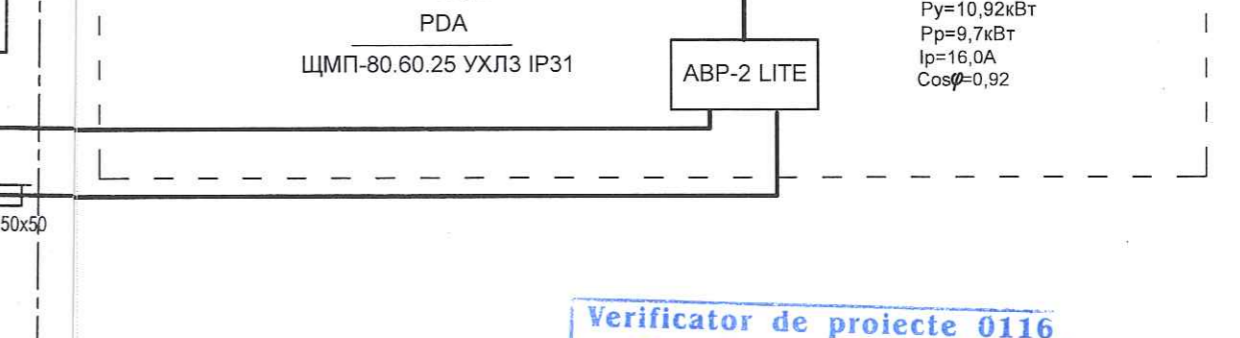 PDA
ЩМП-80.60.25 УХЛ3 IP31
АВР-2 LITE
Ру=10,92кВт
Рр=9,7кВт
Ip=16,0А
Cosφ=0,92
50x50
Verificator de proiecte 0116